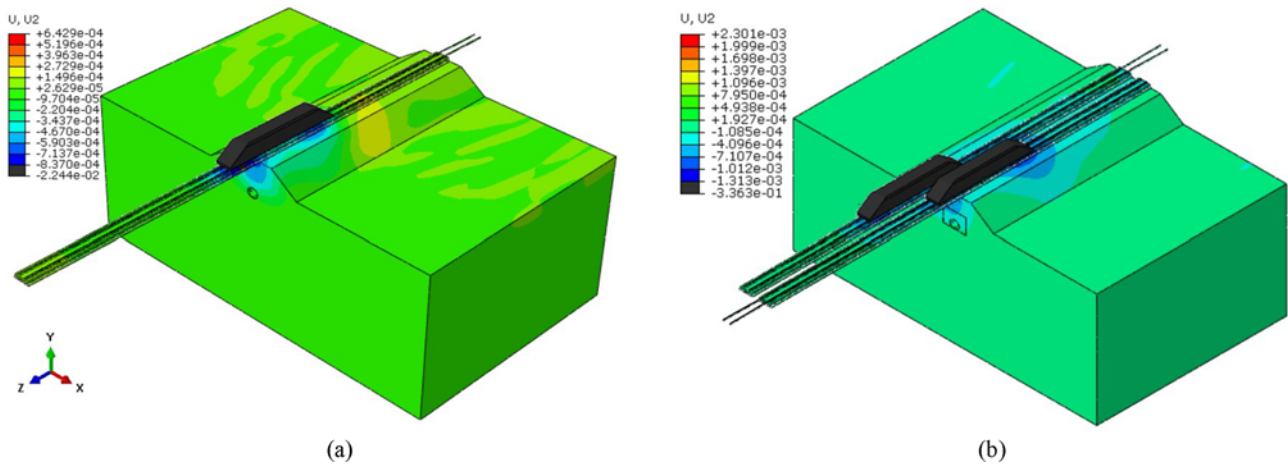 U, U2
+6.429e-04
+5.196e-04
+3.963e-04
+2.729e-04
+1.496e-04
+2.629e-05
-9.704e-05
-2.204e-04
-3.437e-04
-4.670e-04
-5.903e-04
-7.137e-04
-8.370e-04
-2.244e-02
Y
Z
X
(a)
U, U2
+2.301e-03
+1.999e-03
+1.698e-03
+1.397e-03
+1.096e-03
+7.950e-04
+4.938e-04
+1.927e-04
-1.085e-04
-4.096e-04
-7.107e-04
-1.012e-03
-1.313e-03
-3.363e-01
(b)